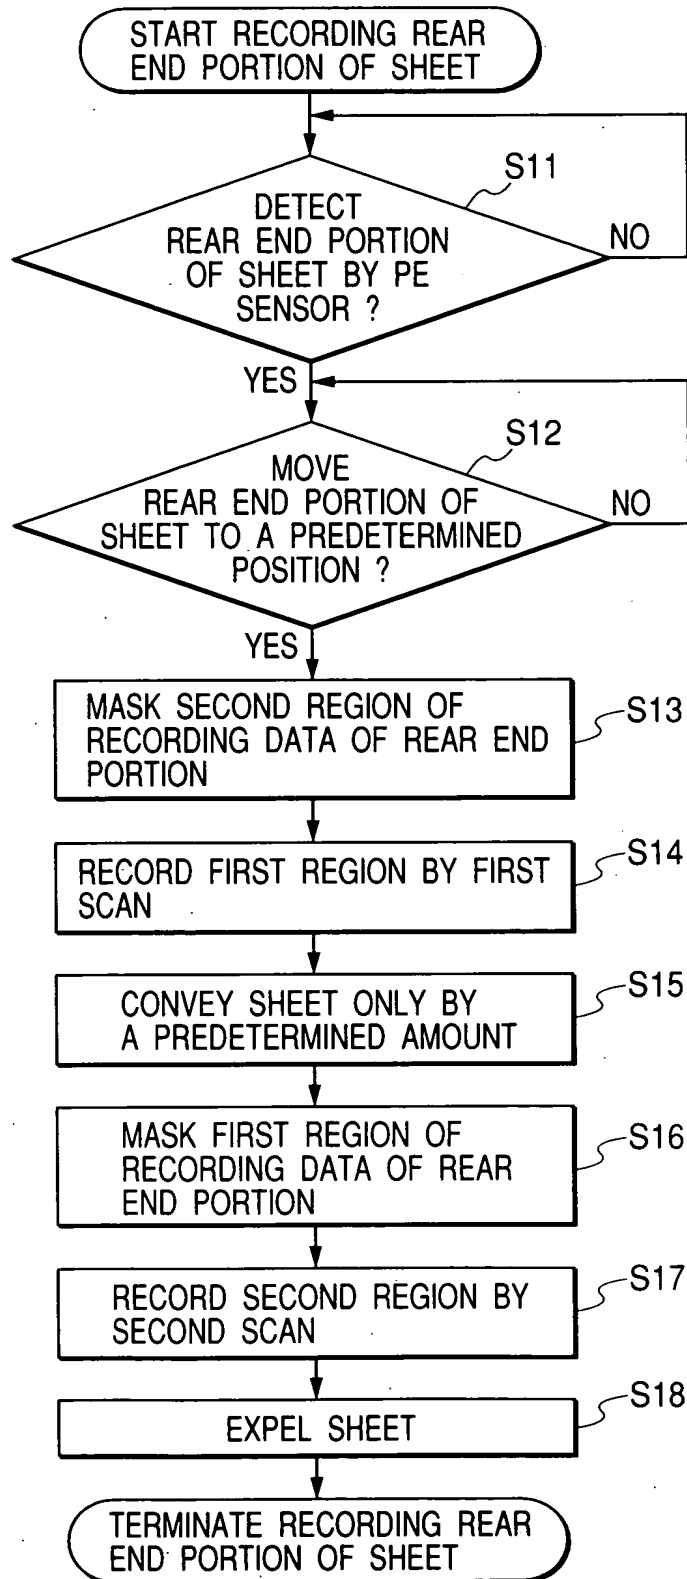 START RECORDING REAR
END PORTION OF SHEET
S11
DETECT
REAR END PORTION
OF SHEET BY PE
SENSOR ?
NO
YES
S12
MOVE
REAR END PORTION OF
SHEET TO A PREDETERMINED
POSITION ?
NO
YES
MASK SECOND REGION OF
RECORDING DATA OF REAR END
PORTION
S13
RECORD FIRST REGION BY FIRST
SCAN
S14
CONVEY SHEET ONLY BY
A PREDETERMINED AMOUNT
S15
MASK FIRST REGION OF
RECORDING DATA OF REAR
END PORTION
S16
RECORD SECOND REGION BY
SECOND SCAN
S17
EXPEL SHEET
S18
TERMINATE RECORDING REAR
END PORTION OF SHEET